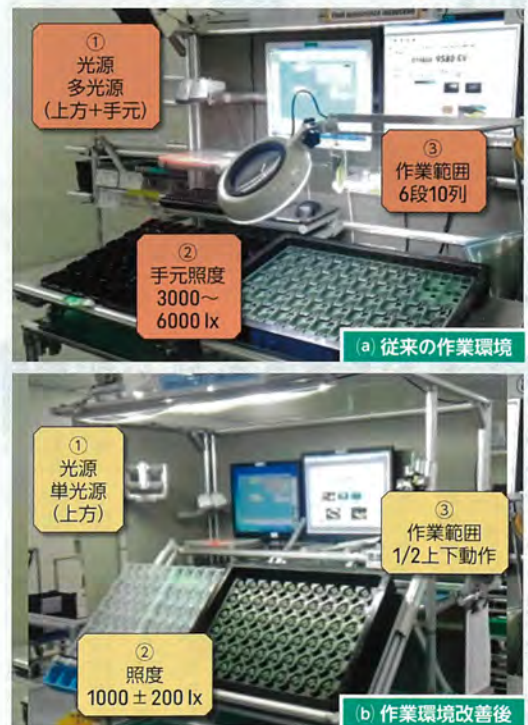 ①
光源
多光源
(上方+手元)
③
作業範囲
6段10列
②
手元照度
3000~
6000 lx
(a) 従来の作業環境
①
光源
単光源
(上方)
③
作業範囲
1/2上下動作
②
照度
1000 ± 200 lx
(b) 作業環境改善後